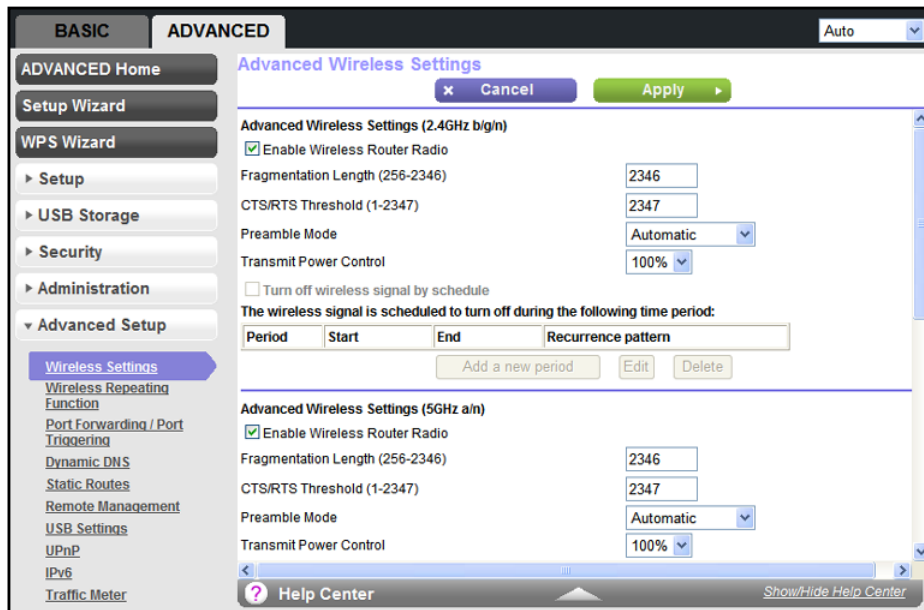 BASIC
ADVANCED
Auto
ADVANCED Home
Setup Wizard
WPS Wizard
Setup
USB Storage
Security
Administration
Advanced Setup
Wireless Settings
Wireless Repeating
Function
Port Forwarding / Port
Triggering
Dynamic DNS
Static Routes
Remote Management
USB Settings
UPnP
IPv6
Traffic Meter
Advanced Wireless Settings
Cancel
Apply
Advanced Wireless Settings (2.4GHz b/g/n)
Enable Wireless Router Radio
Fragmentation Length (256-2346) 2346
CTS/RTS Threshold (1-2347) 2347
Preamble Mode Automatic
Transmit Power Control 100%
Turn off wireless signal by schedule
The wireless signal is scheduled to turn off during the following time period:
Period Start End Recurrence pattern
Add a new period Edit Delete
Advanced Wireless Settings (5GHz a/n)
Enable Wireless Router Radio
Fragmentation Length (256-2346) 2346
CTS/RTS Threshold (1-2347) 2347
Preamble Mode Automatic
Transmit Power Control 100%
? Help Center Show/Hide Help Center